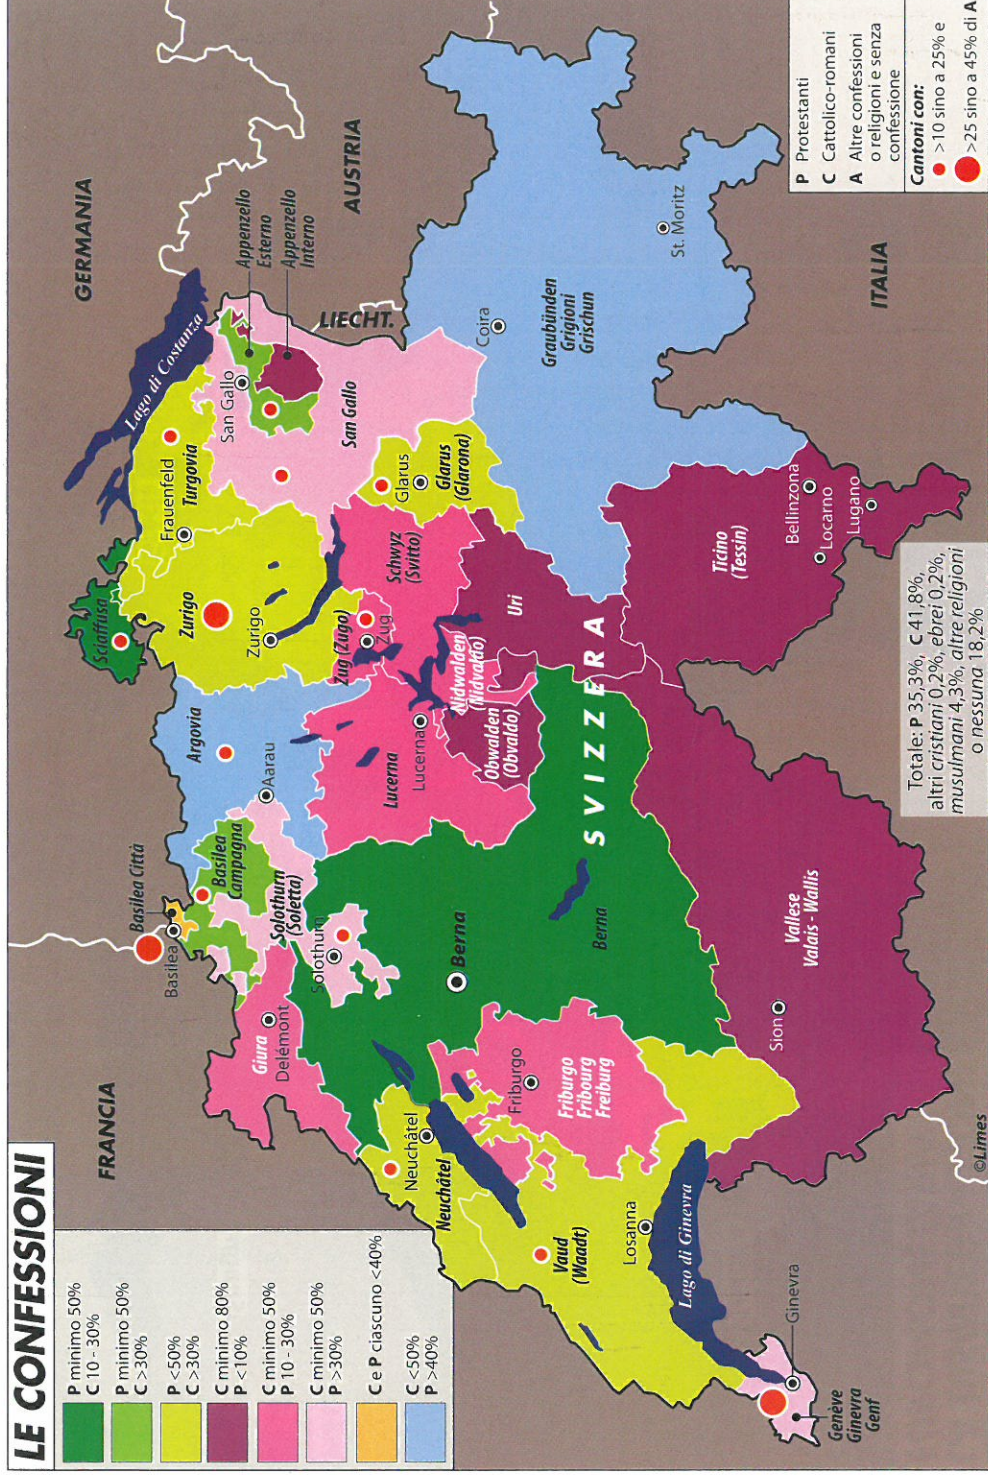 LE CONFESSIONI
P minimo 50%
C 10 - 30%
P minimo 50%
C >30%
P <50%
C >30%
C minimo 80%
P <10%
C minimo 50%
P 10 - 30%
C minimo 50%
P >30%
C e P ciascuno <40%
C <50%
P >40%
FRANCIA
GERMANIA
AUSTRIA
LIECHT.
ITALIA
SVIZZERA
Basilea Città
Basilea
Basilea
Campagna
Solothurn
(Soletta)
Solothurn
Giura
Delémont
Argovia
Aarau
Sciaffusa
Zurigo
Zurigo
Frauenfeld
Turgovia
Lago di Costanza
San Gallo
San Gallo
Appenzello
Esterno
Appenzello
Interno
Glarus
Glarus
(Glarona)
Schwyz
(Svitto)
Zug (Zugo)
Zug
Lucerna
Lucerna
Nidwalden
(Nidvaldo)
Obwalden
(Obvaldo)
Uri
Berna
Berna
Neuchâtel
Neuchâtel
Friburgo
Friburgo
Fribourg
Freiburg
Vaud
(Waadt)
Losanna
Lago di Ginevra
Ginevra
Genève
Ginevra
Genf
Sion
Vallese
Valais - Wallis
Ticino
(Tessin)
Bellinzona
Locarno
Lugano
Coira
Graubünden
Grigioni
Grischun
St. Moritz
P Protestanti
C Cattolico-romani
A Altre confessioni
o religioni e senza
confessione
Cantoni con:
>10 sino a 25% e
>25 sino a 45% di A
Totale: P 35,3%, C 41,8%,
altri cristiani 0,2%, ebrei 0,2%,
musulmani 4,3%, altre religioni
o nessuna 18,2%
©Limes